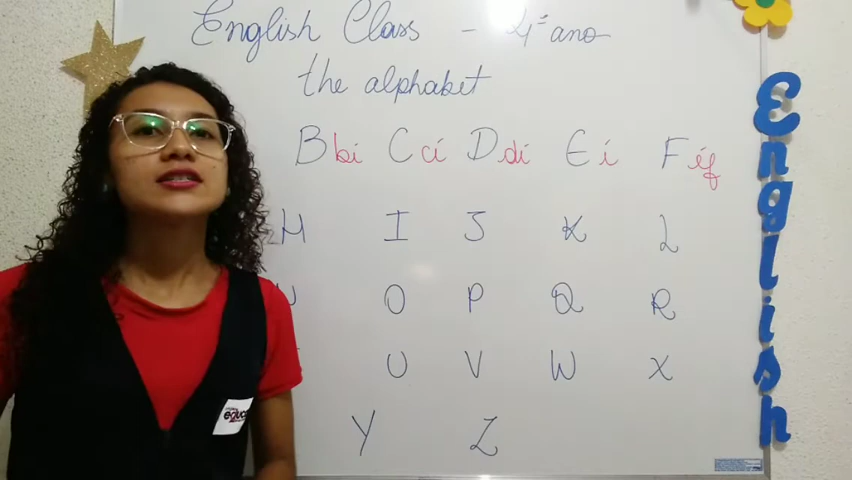 English Class - 4º ano
the alphabet
B bi C ci D di E i F éf
H I J K L
O P Q R
U V W X
Y Z
English